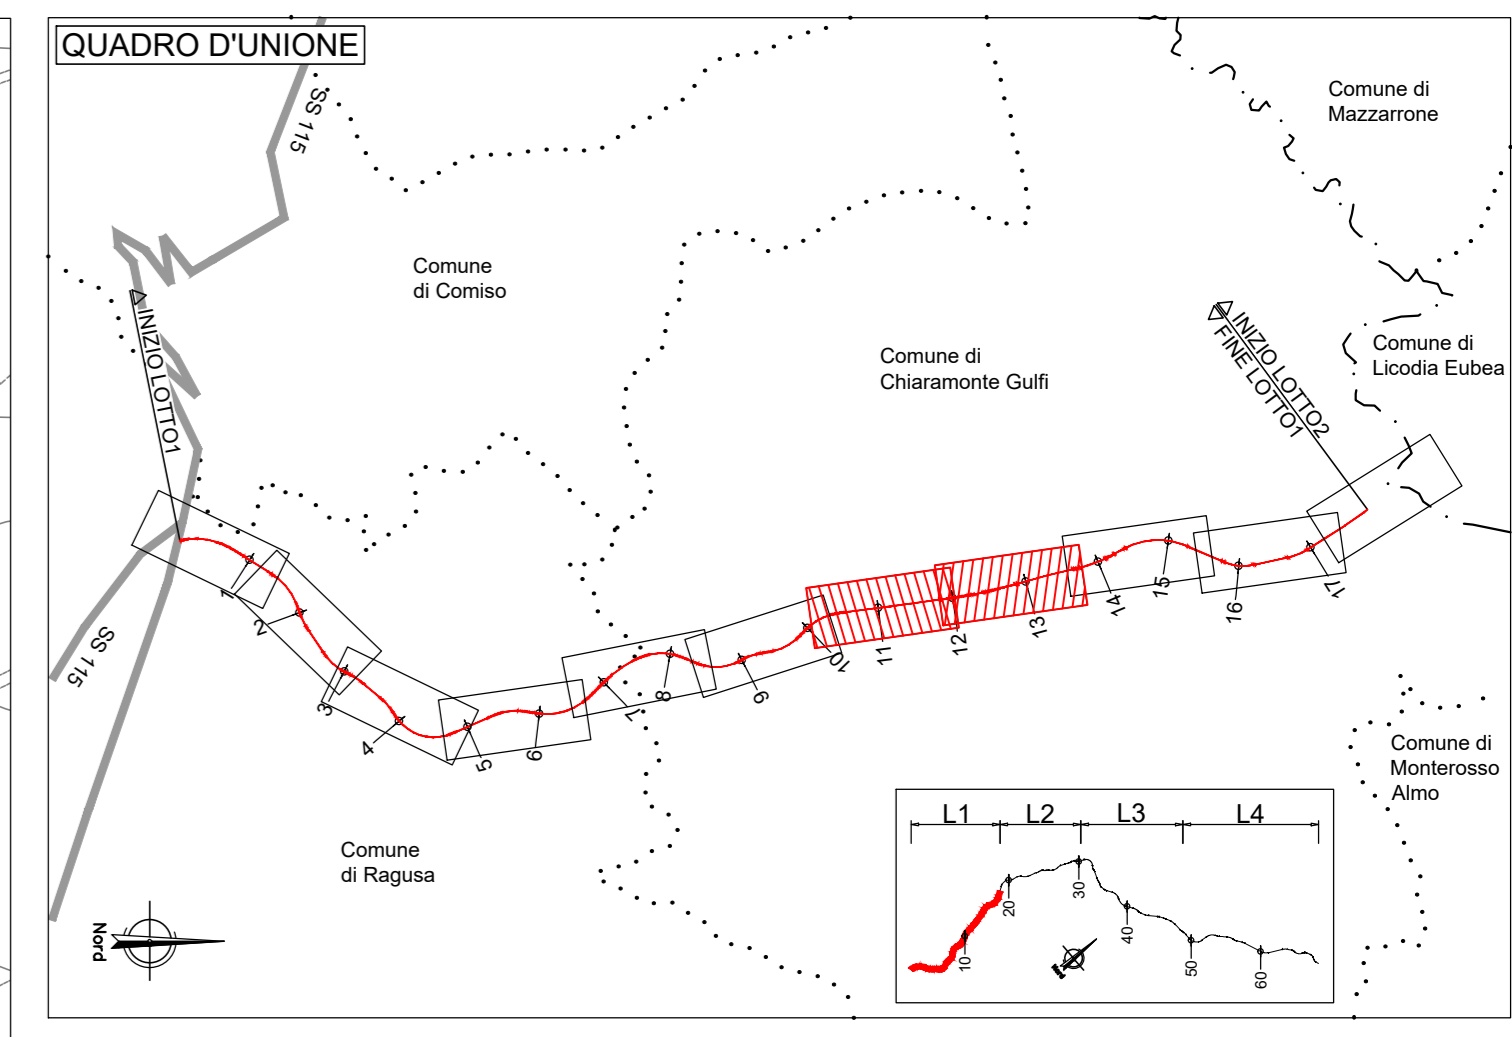 QUADRO D'UNIONE
SS 115
Comune di
Mazzarrone
Comune
di Comiso
INIZIO LOTTO1
Comune di
Chiaramonte Gulfi
INIZIO LOTTO2
FINE LOTTO1
Comune di
Licodia Eubea
1
2
3
4
5
6
7
8
9
10
11
12
13
14
15
16
17
SS 115
Comune di
Monterosso
Almo
Comune
di Ragusa
Nord
L1 L2 L3 L4
10
20
30
40
50
60